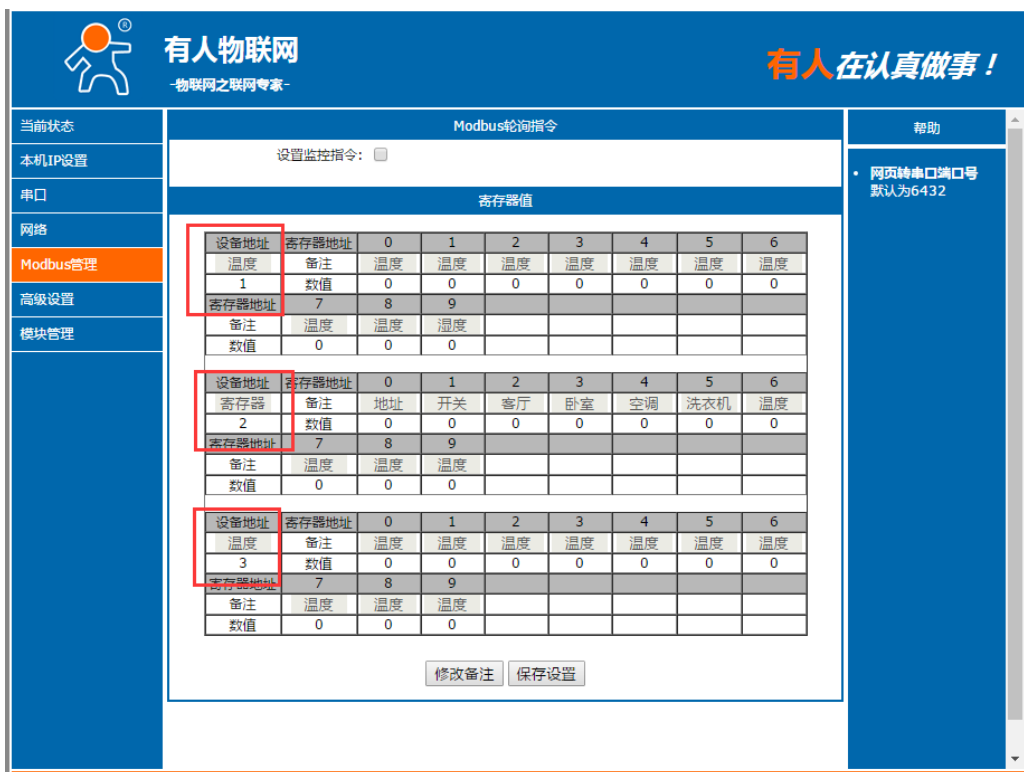 ®
有人物联网
-物联网之联网专家-
有人在认真做事！
当前状态
本机IP设置
串口
网络
Modbus管理
高级设置
模块管理
Modbus轮询指令
设置监控指令:
寄存器值
设备地址 寄存器地址 0 1 2 3 4 5 6
温度 备注 温度 温度 温度 温度 温度 温度 温度
1 数值 0 0 0 0 0 0 0
寄存器地址 7 8 9
备注 温度 温度 湿度
数值 0 0 0
设备地址 寄存器地址 0 1 2 3 4 5 6
寄存器 备注 地址 开关 客厅 卧室 空调 洗衣机 温度
2 数值 0 0 0 0 0 0 0
寄存器地址 7 8 9
备注 温度 温度 温度
数值 0 0 0
设备地址 寄存器地址 0 1 2 3 4 5 6
温度 备注 温度 温度 温度 温度 温度 温度 温度
3 数值 0 0 0 0 0 0 0
寄存器地址 7 8 9
备注 温度 温度 温度
数值 0 0 0
修改备注 保存设置
帮助
• 网页转串口端口号
默认为6432